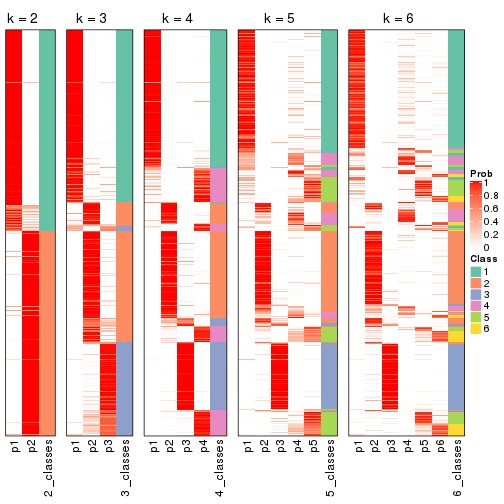 k = 2
k = 3
k = 4
k = 5
k = 6
p1
p2
2_classes
p1
p2
p3
3_classes
p1
p2
p3
p4
4_classes
p1
p2
p3
p4
p5
5_classes
p1
p2
p3
p4
p5
p6
6_classes
Prob
1
0.8
0.6
0.4
0.2
0
Class
1
2
3
4
5
6